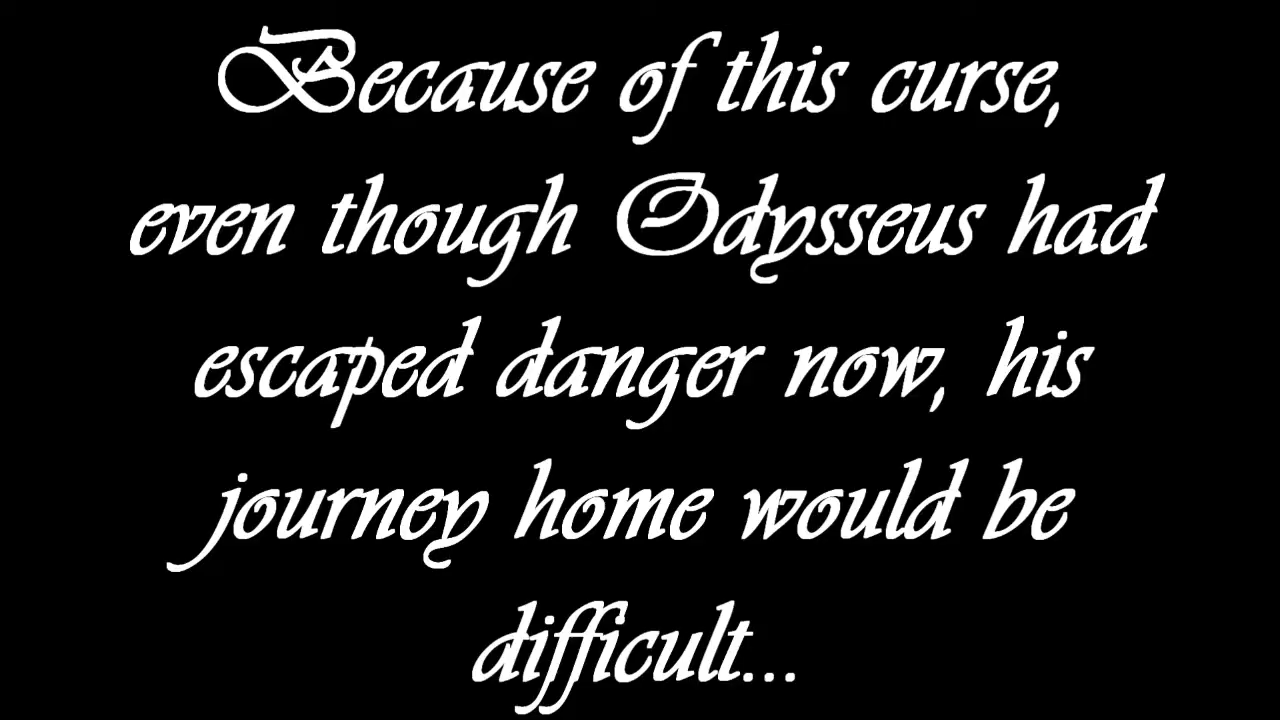 Because of this curse,
even though Odysseus had
escaped danger now, his
journey home would be
difficult...